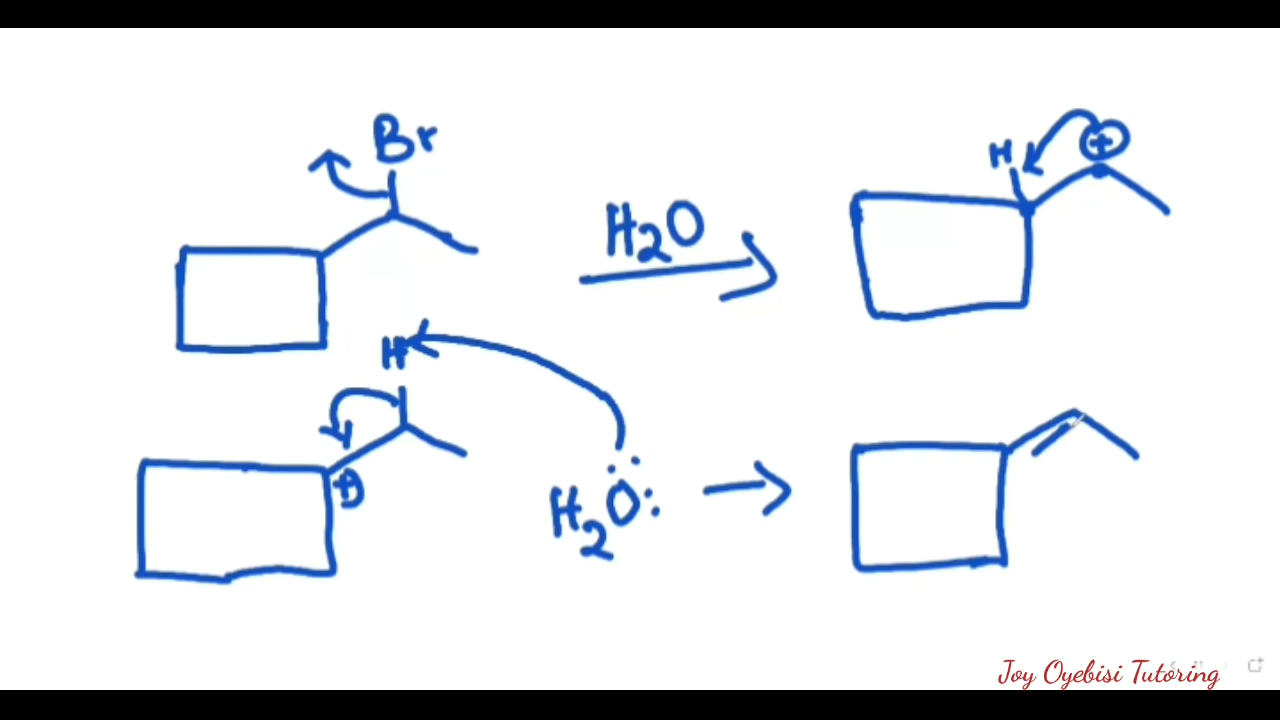 Br
H₂O
H ⊕
H
⊕
H₂O:
Joy Oyebisi Tutoring